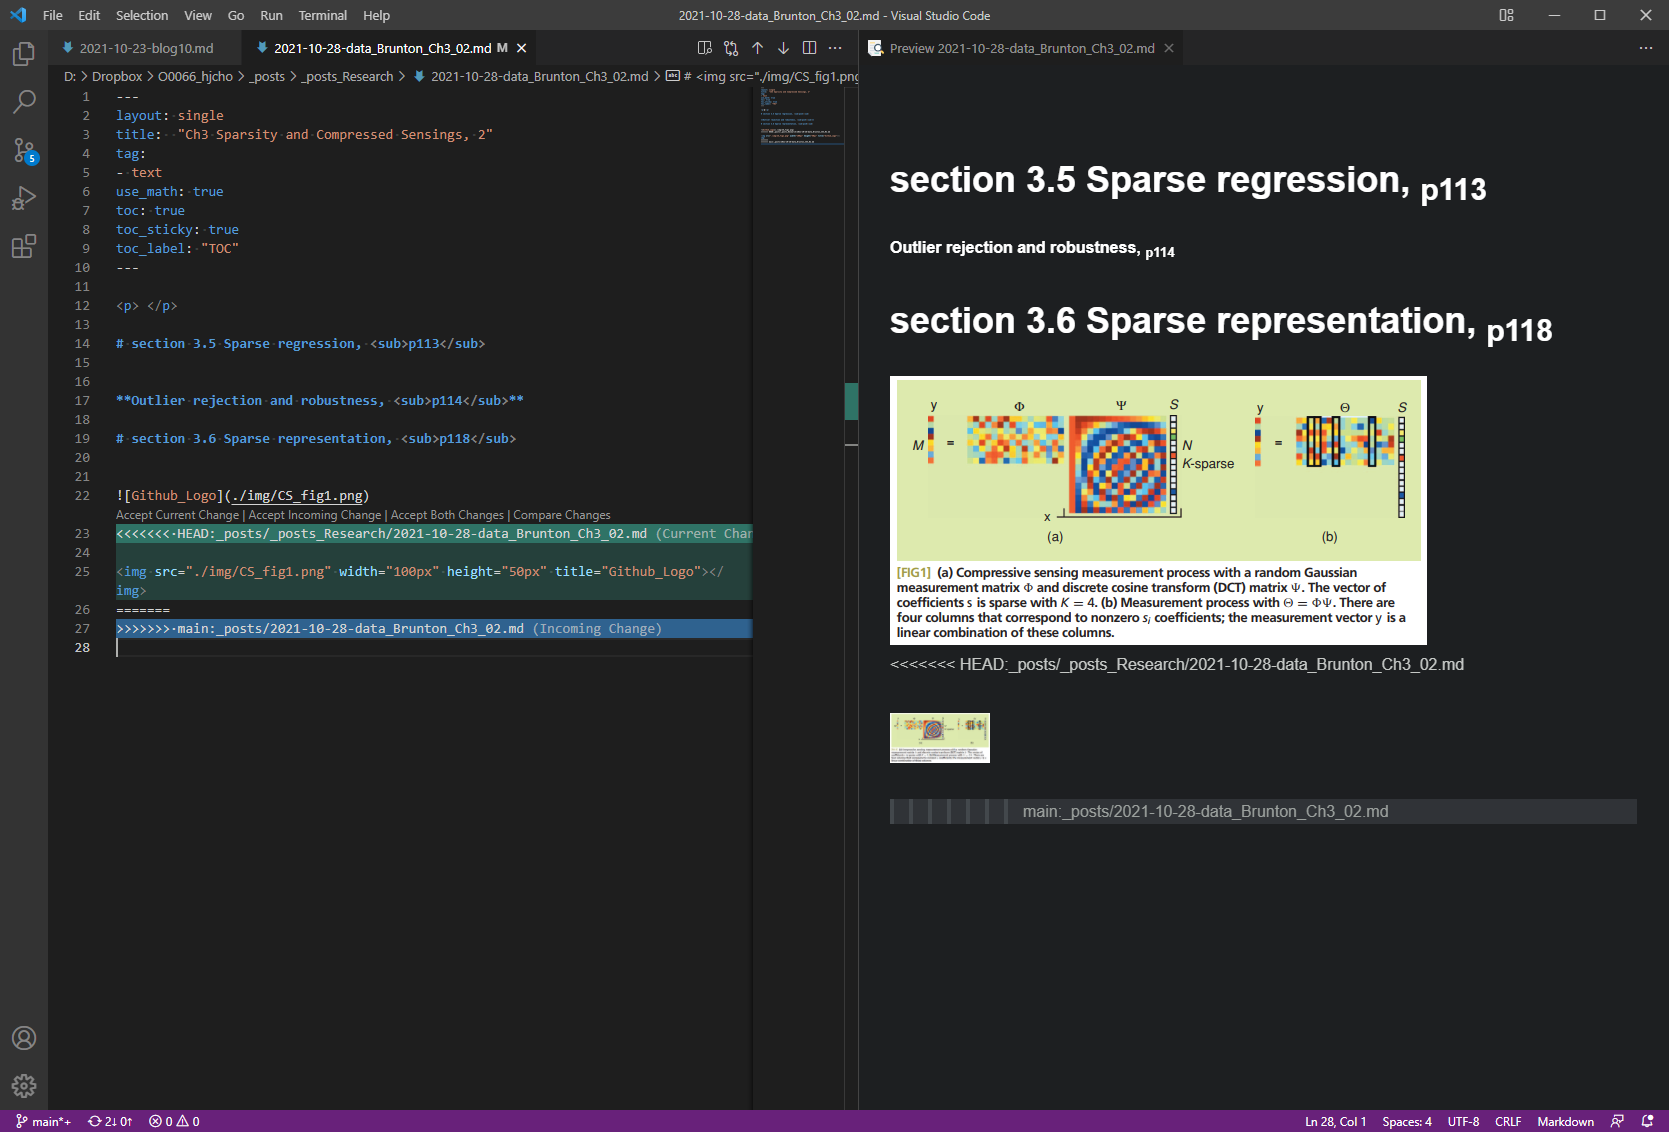 File Edit Selection View Go Run Terminal Help
2021-10-28-data_Brunton_Ch3_02.md - Visual Studio Code
2021-10-23-blog10.md
2021-10-28-data_Brunton_Ch3_02.md M
Preview 2021-10-28-data_Brunton_Ch3_02.md
D: > Dropbox > O0066_hjcho > _posts > _posts_Research > 2021-10-28-data_Brunton_Ch3_02.md > # <img src="./img/CS_fig1.png
5
1 ---
2 layout: single
3 title:  "Ch3 Sparsity and Compressed Sensings, 2"
4 tag:
5 - text
6 use_math: true
7 toc: true
8 toc_sticky: true
9 toc_label: "TOC"
10 ---
11
12 <p> </p>
13
14 # section 3.5 Sparse regression, <sub>p113</sub>
15
16
17 **Outlier rejection and robustness, <sub>p114</sub>**
18
19 # section 3.6 Sparse representation, <sub>p118</sub>
20
21
22 ![Github_Logo](./img/CS_fig1.png)
Accept Current Change | Accept Incoming Change | Accept Both Changes | Compare Changes
23 <<<<<<< HEAD:_posts/_posts_Research/2021-10-28-data_Brunton_Ch3_02.md (Current Char
24
25 <img src="./img/CS_fig1.png" width="100px" height="50px" title="Github_Logo"></
img>
26 =======
27 >>>>>>> main:_posts/2021-10-28-data_Brunton_Ch3_02.md (Incoming Change)
28
section 3.5 Sparse regression, p113
Outlier rejection and robustness, p114
section 3.6 Sparse representation, p118
y Φ Ψ S y Θ S
M = N =
K-sparse
x
(a) (b)
[FIG1] (a) Compressive sensing measurement process with a random Gaussian
measurement matrix Φ and discrete cosine transform (DCT) matrix Ψ. The vector of
coefficients s is sparse with K = 4. (b) Measurement process with Θ = ΦΨ. There are
four columns that correspond to nonzero si coefficients; the measurement vector y is a
linear combination of these columns.
<<<<<<< HEAD:_posts/_posts_Research/2021-10-28-data_Brunton_Ch3_02.md
main:_posts/2021-10-28-data_Brunton_Ch3_02.md
main*+ 2↓ 0↑ 0 0
Ln 28, Col 1 Spaces: 4 UTF-8 CRLF Markdown